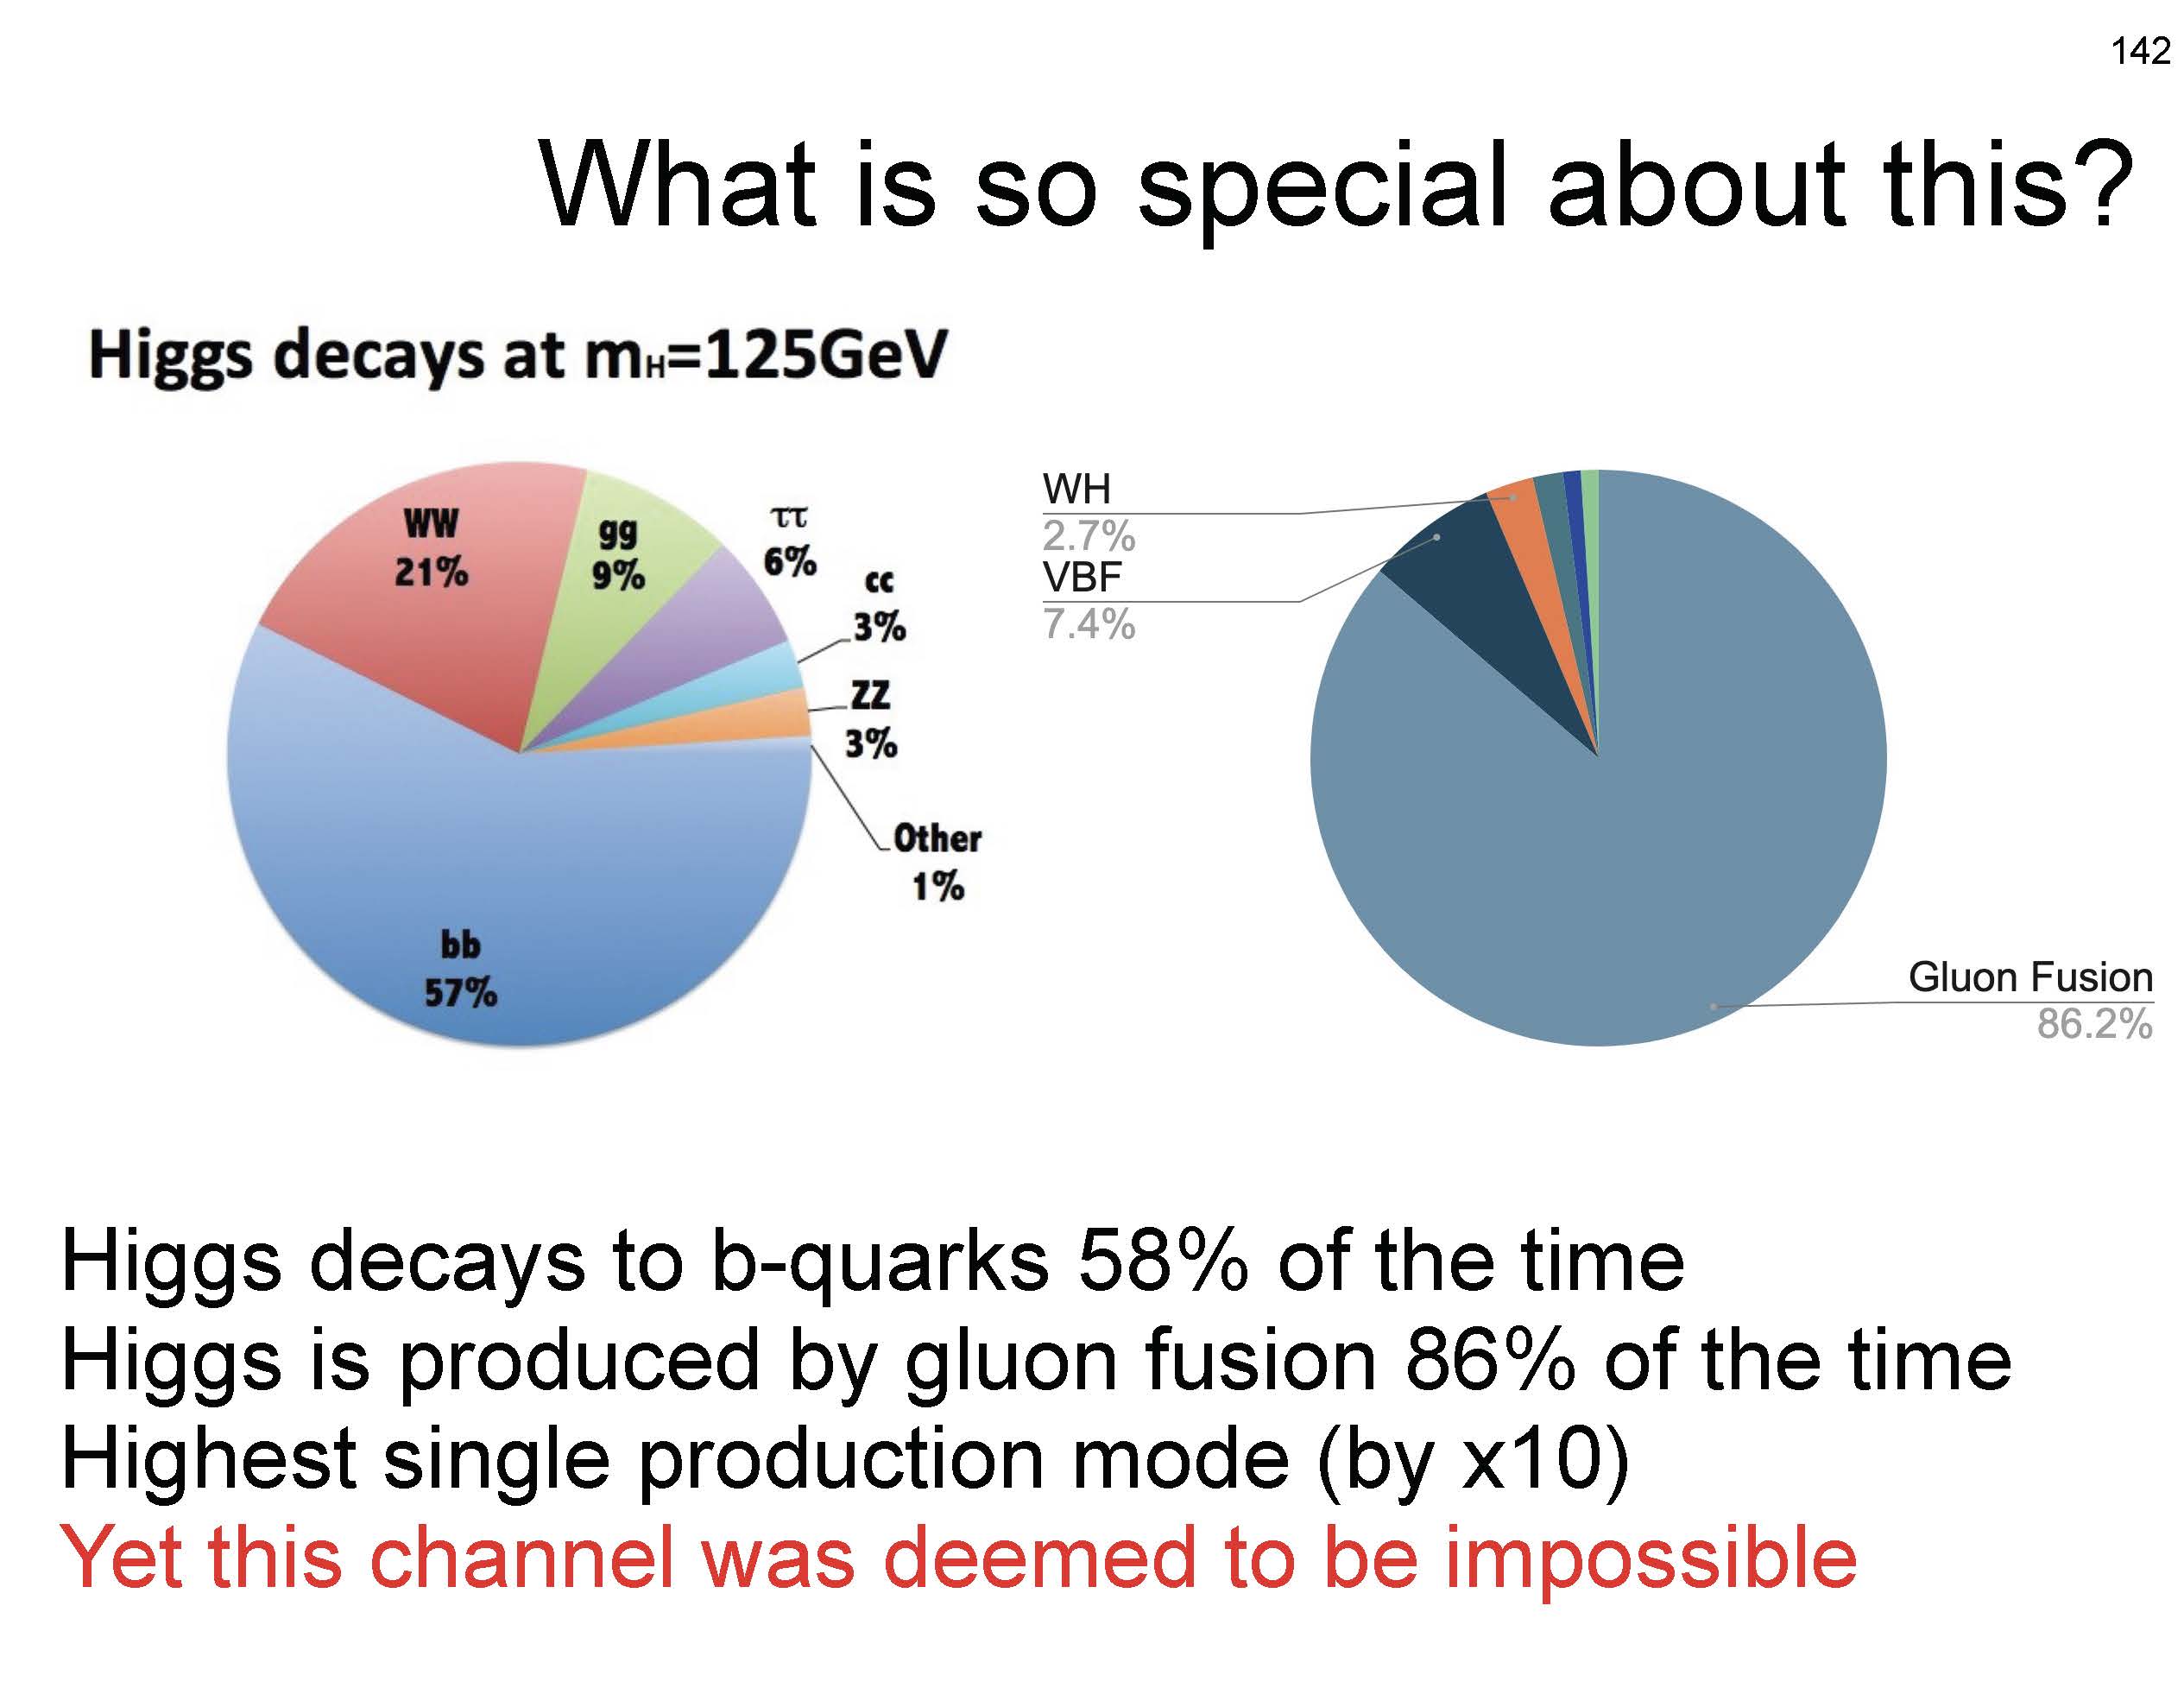 142
What is so special about this?
Higgs decays at mH=125GeV
WW
21%
gg
9%
ττ
6%
cc
3%
ZZ
3%
Other
1%
bb
57%
WH
2.7%
VBF
7.4%
Gluon Fusion
86.2%
Higgs decays to b-quarks 58% of the time
Higgs is produced by gluon fusion 86% of the time
Highest single production mode (by x10)
Yet this channel was deemed to be impossible